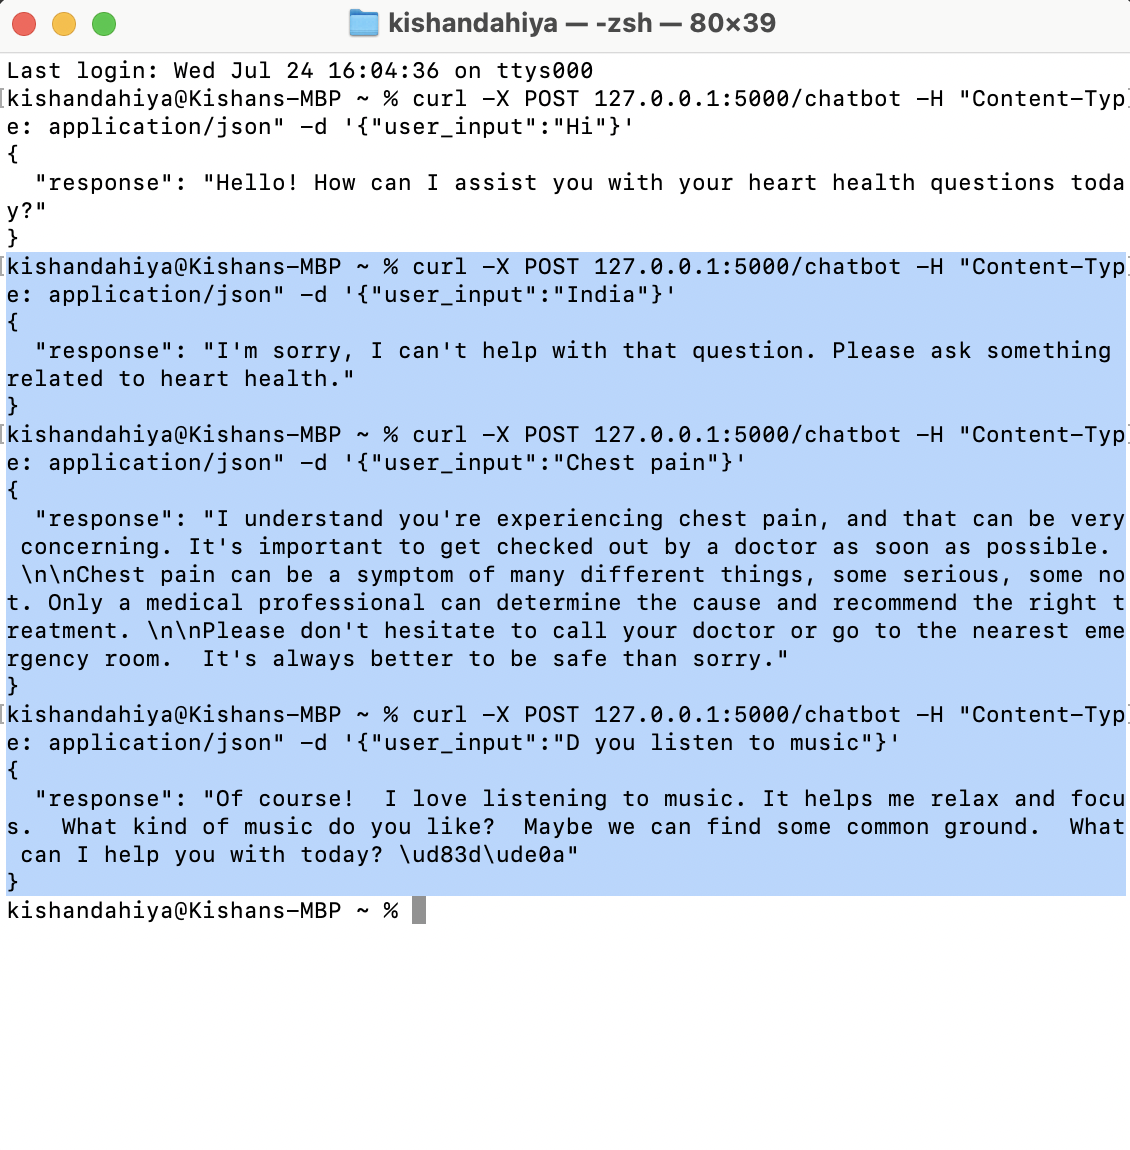 kishandahiya — -zsh — 80×39
Last login: Wed Jul 24 16:04:36 on ttys000
[kishandahiya@Kishans-MBP ~ % curl -X POST 127.0.0.1:5000/chatbot -H "Content-Typ]
e: application/json" -d '{"user_input":"Hi"}'
{
  "response": "Hello! How can I assist you with your heart health questions toda
y?"
}
[kishandahiya@Kishans-MBP ~ % curl -X POST 127.0.0.1:5000/chatbot -H "Content-Typ]
e: application/json" -d '{"user_input":"India"}'
{
  "response": "I'm sorry, I can't help with that question. Please ask something
related to heart health."
}
[kishandahiya@Kishans-MBP ~ % curl -X POST 127.0.0.1:5000/chatbot -H "Content-Typ]
e: application/json" -d '{"user_input":"Chest pain"}'
{
  "response": "I understand you're experiencing chest pain, and that can be very
 concerning. It's important to get checked out by a doctor as soon as possible.
 \n\nChest pain can be a symptom of many different things, some serious, some no
t. Only a medical professional can determine the cause and recommend the right t
reatment. \n\nPlease don't hesitate to call your doctor or go to the nearest eme
rgency room.  It's always better to be safe than sorry."
}
[kishandahiya@Kishans-MBP ~ % curl -X POST 127.0.0.1:5000/chatbot -H "Content-Typ]
e: application/json" -d '{"user_input":"D you listen to music"}'
{
  "response": "Of course!  I love listening to music. It helps me relax and focu
s.  What kind of music do you like?  Maybe we can find some common ground.  What
 can I help you with today? \ud83d\ude0a"
}
kishandahiya@Kishans-MBP ~ %